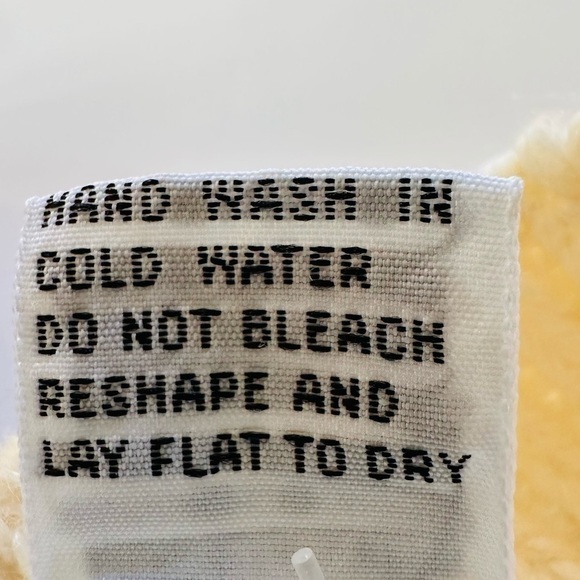 HAND WASH IN
COLD WATER
DO NOT BLEACH
RESHAPE AND
LAY FLAT TO DRY